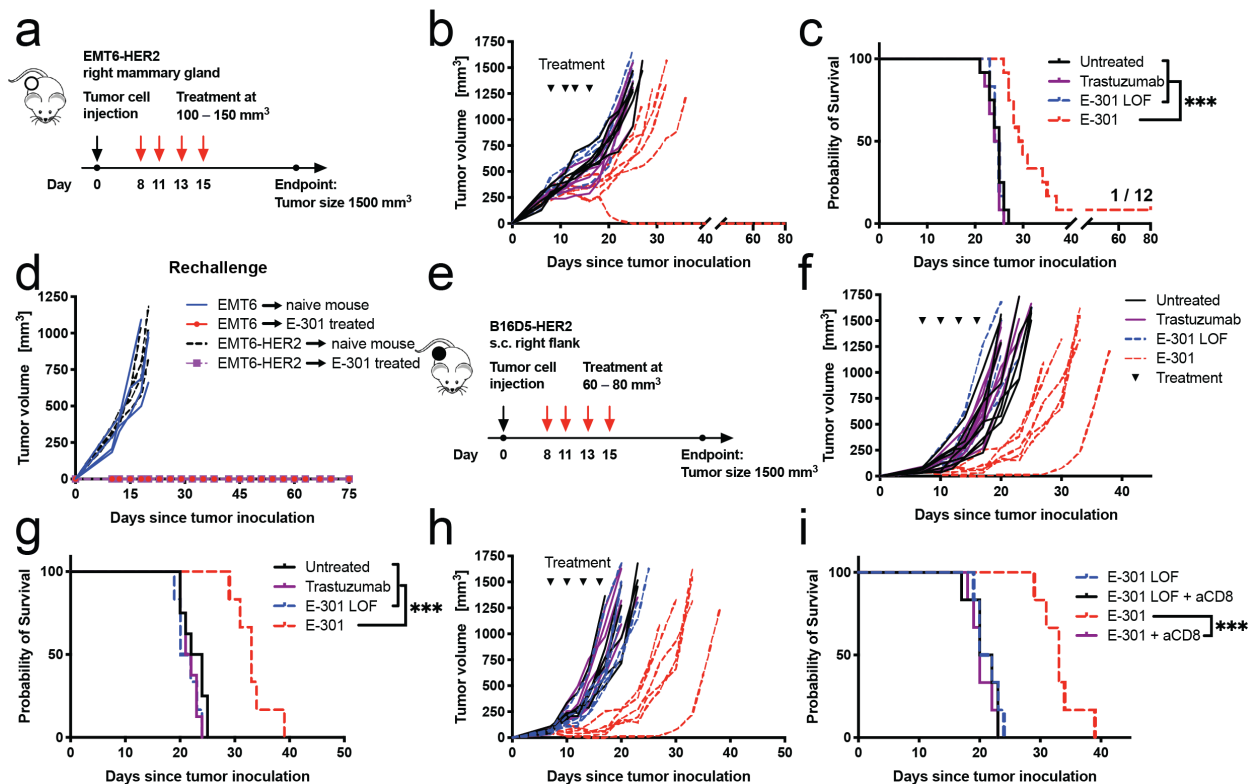 a
EMT6-HER2
right mammary gland
Tumor cell
injection
Treatment at
100 – 150 mm³
Day
0
8
11
13
15
Endpoint:
Tumor size 1500 mm³
b
Tumor volume [mm³]
1750
1500
1250
1000
750
500
250
0
Treatment
0
10
20
30
40
60
80
Days since tumor inoculation
c
Probability of Survival
100
50
0
Untreated
Trastuzumab
E-301 LOF
E-301
***
1 / 12
0
10
20
30
40
60
80
Days since tumor inoculation
d
Rechallenge
Tumor volume [mm³]
1250
1000
750
500
250
0
EMT6 → naive mouse
EMT6 → E-301 treated
EMT6-HER2 → naive mouse
EMT6-HER2 → E-301 treated
0
15
30
45
60
75
Days since tumor inoculation
e
B16D5-HER2
s.c. right flank
Tumor cell
injection
Treatment at
60 – 80 mm³
Day
0
8
11
13
15
Endpoint:
Tumor size 1500 mm³
f
Tumor volume [mm³]
1750
1500
1250
1000
750
500
250
0
Untreated
Trastuzumab
E-301 LOF
E-301
Treatment
0
10
20
30
40
Days since tumor inoculation
g
Probability of Survival
100
50
0
Untreated
Trastuzumab
E-301 LOF
E-301
***
0
10
20
30
40
50
Days since tumor inoculation
h
Tumor volume [mm³]
1750
1500
1250
1000
750
500
250
0
Treatment
0
10
20
30
40
50
Days since tumor inoculation
i
Probability of Survival
100
50
0
E-301 LOF
E-301 LOF + aCD8
E-301
E-301 + aCD8
***
0
10
20
30
40
Days since tumor inoculation